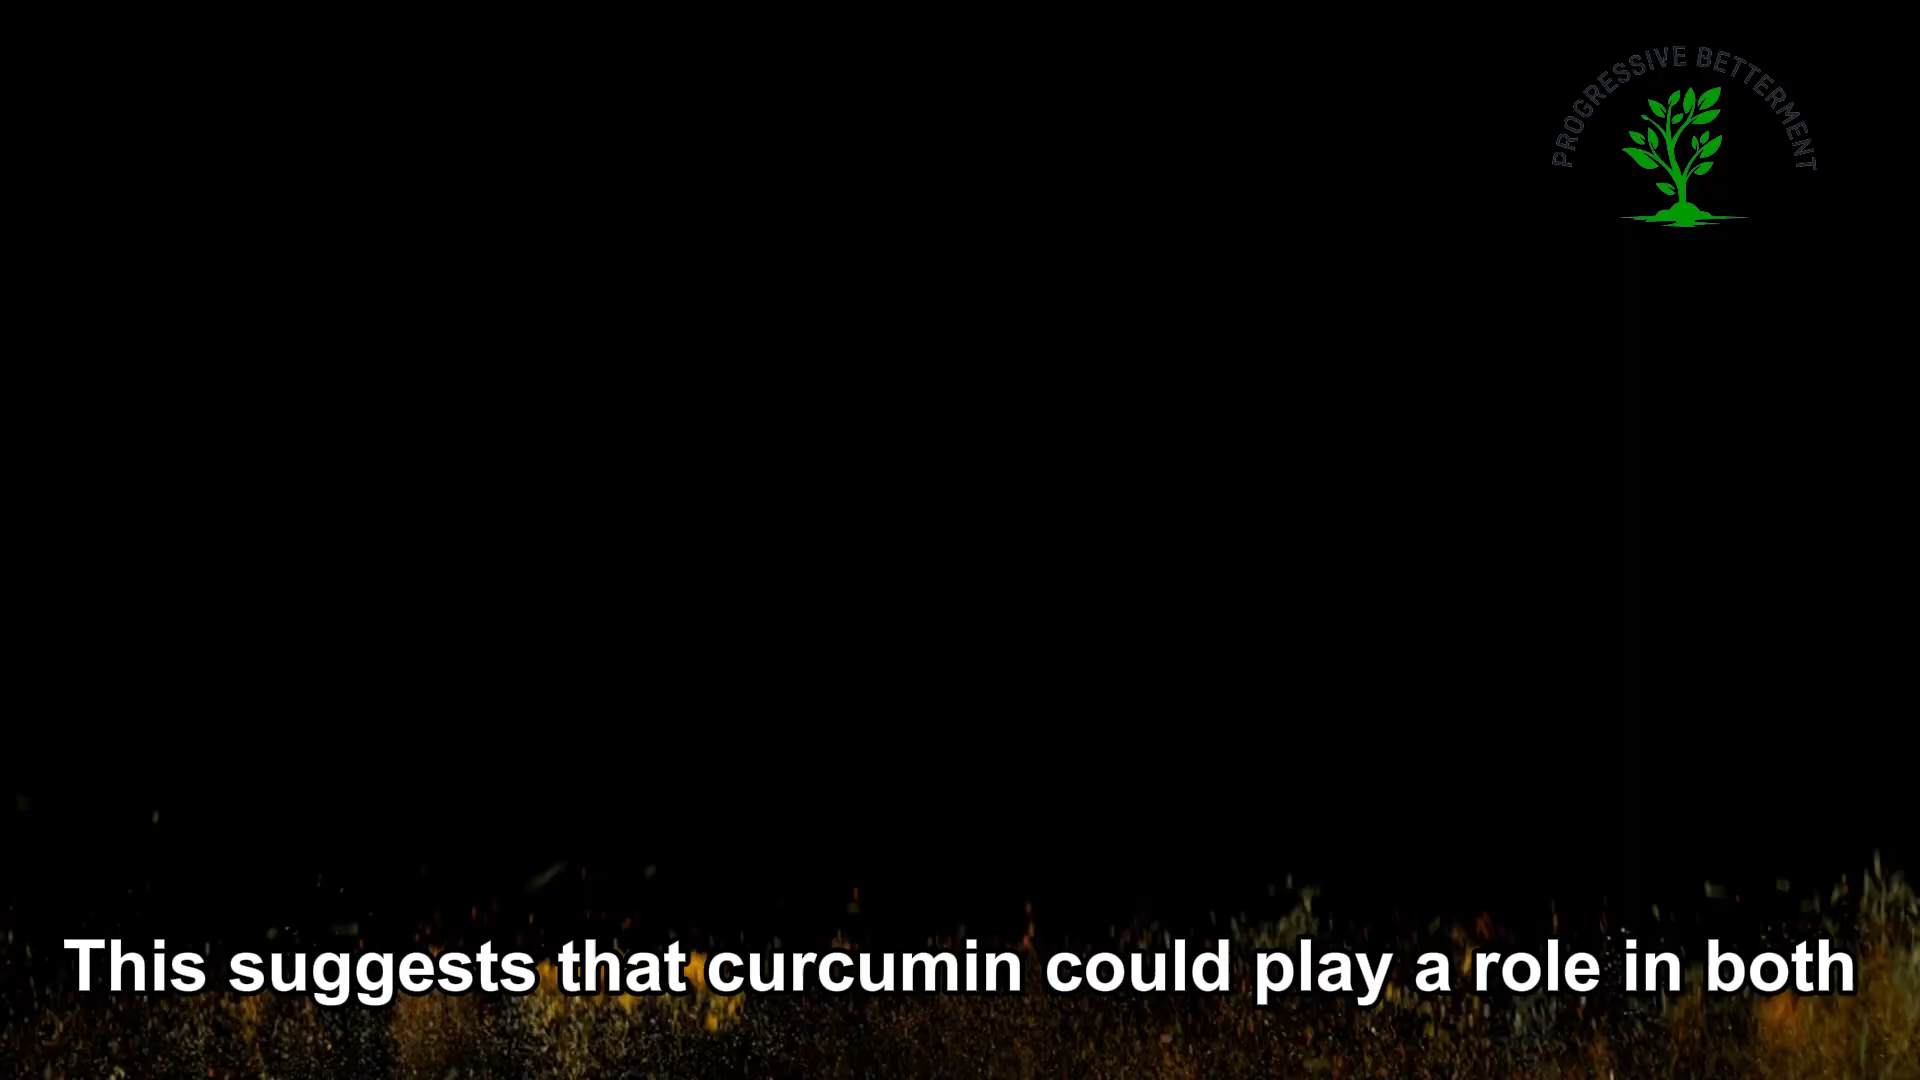 PROGRESSIVE BETTERMENT
This suggests that curcumin could play a role in both